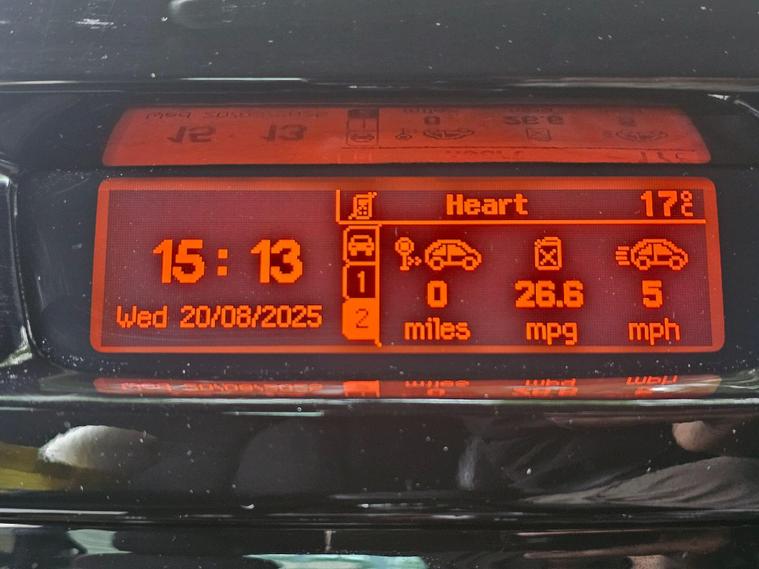 Heart 17°C
15: 13
Wed 20/08/2025
1
2
0 26.6 5
miles mpg mph